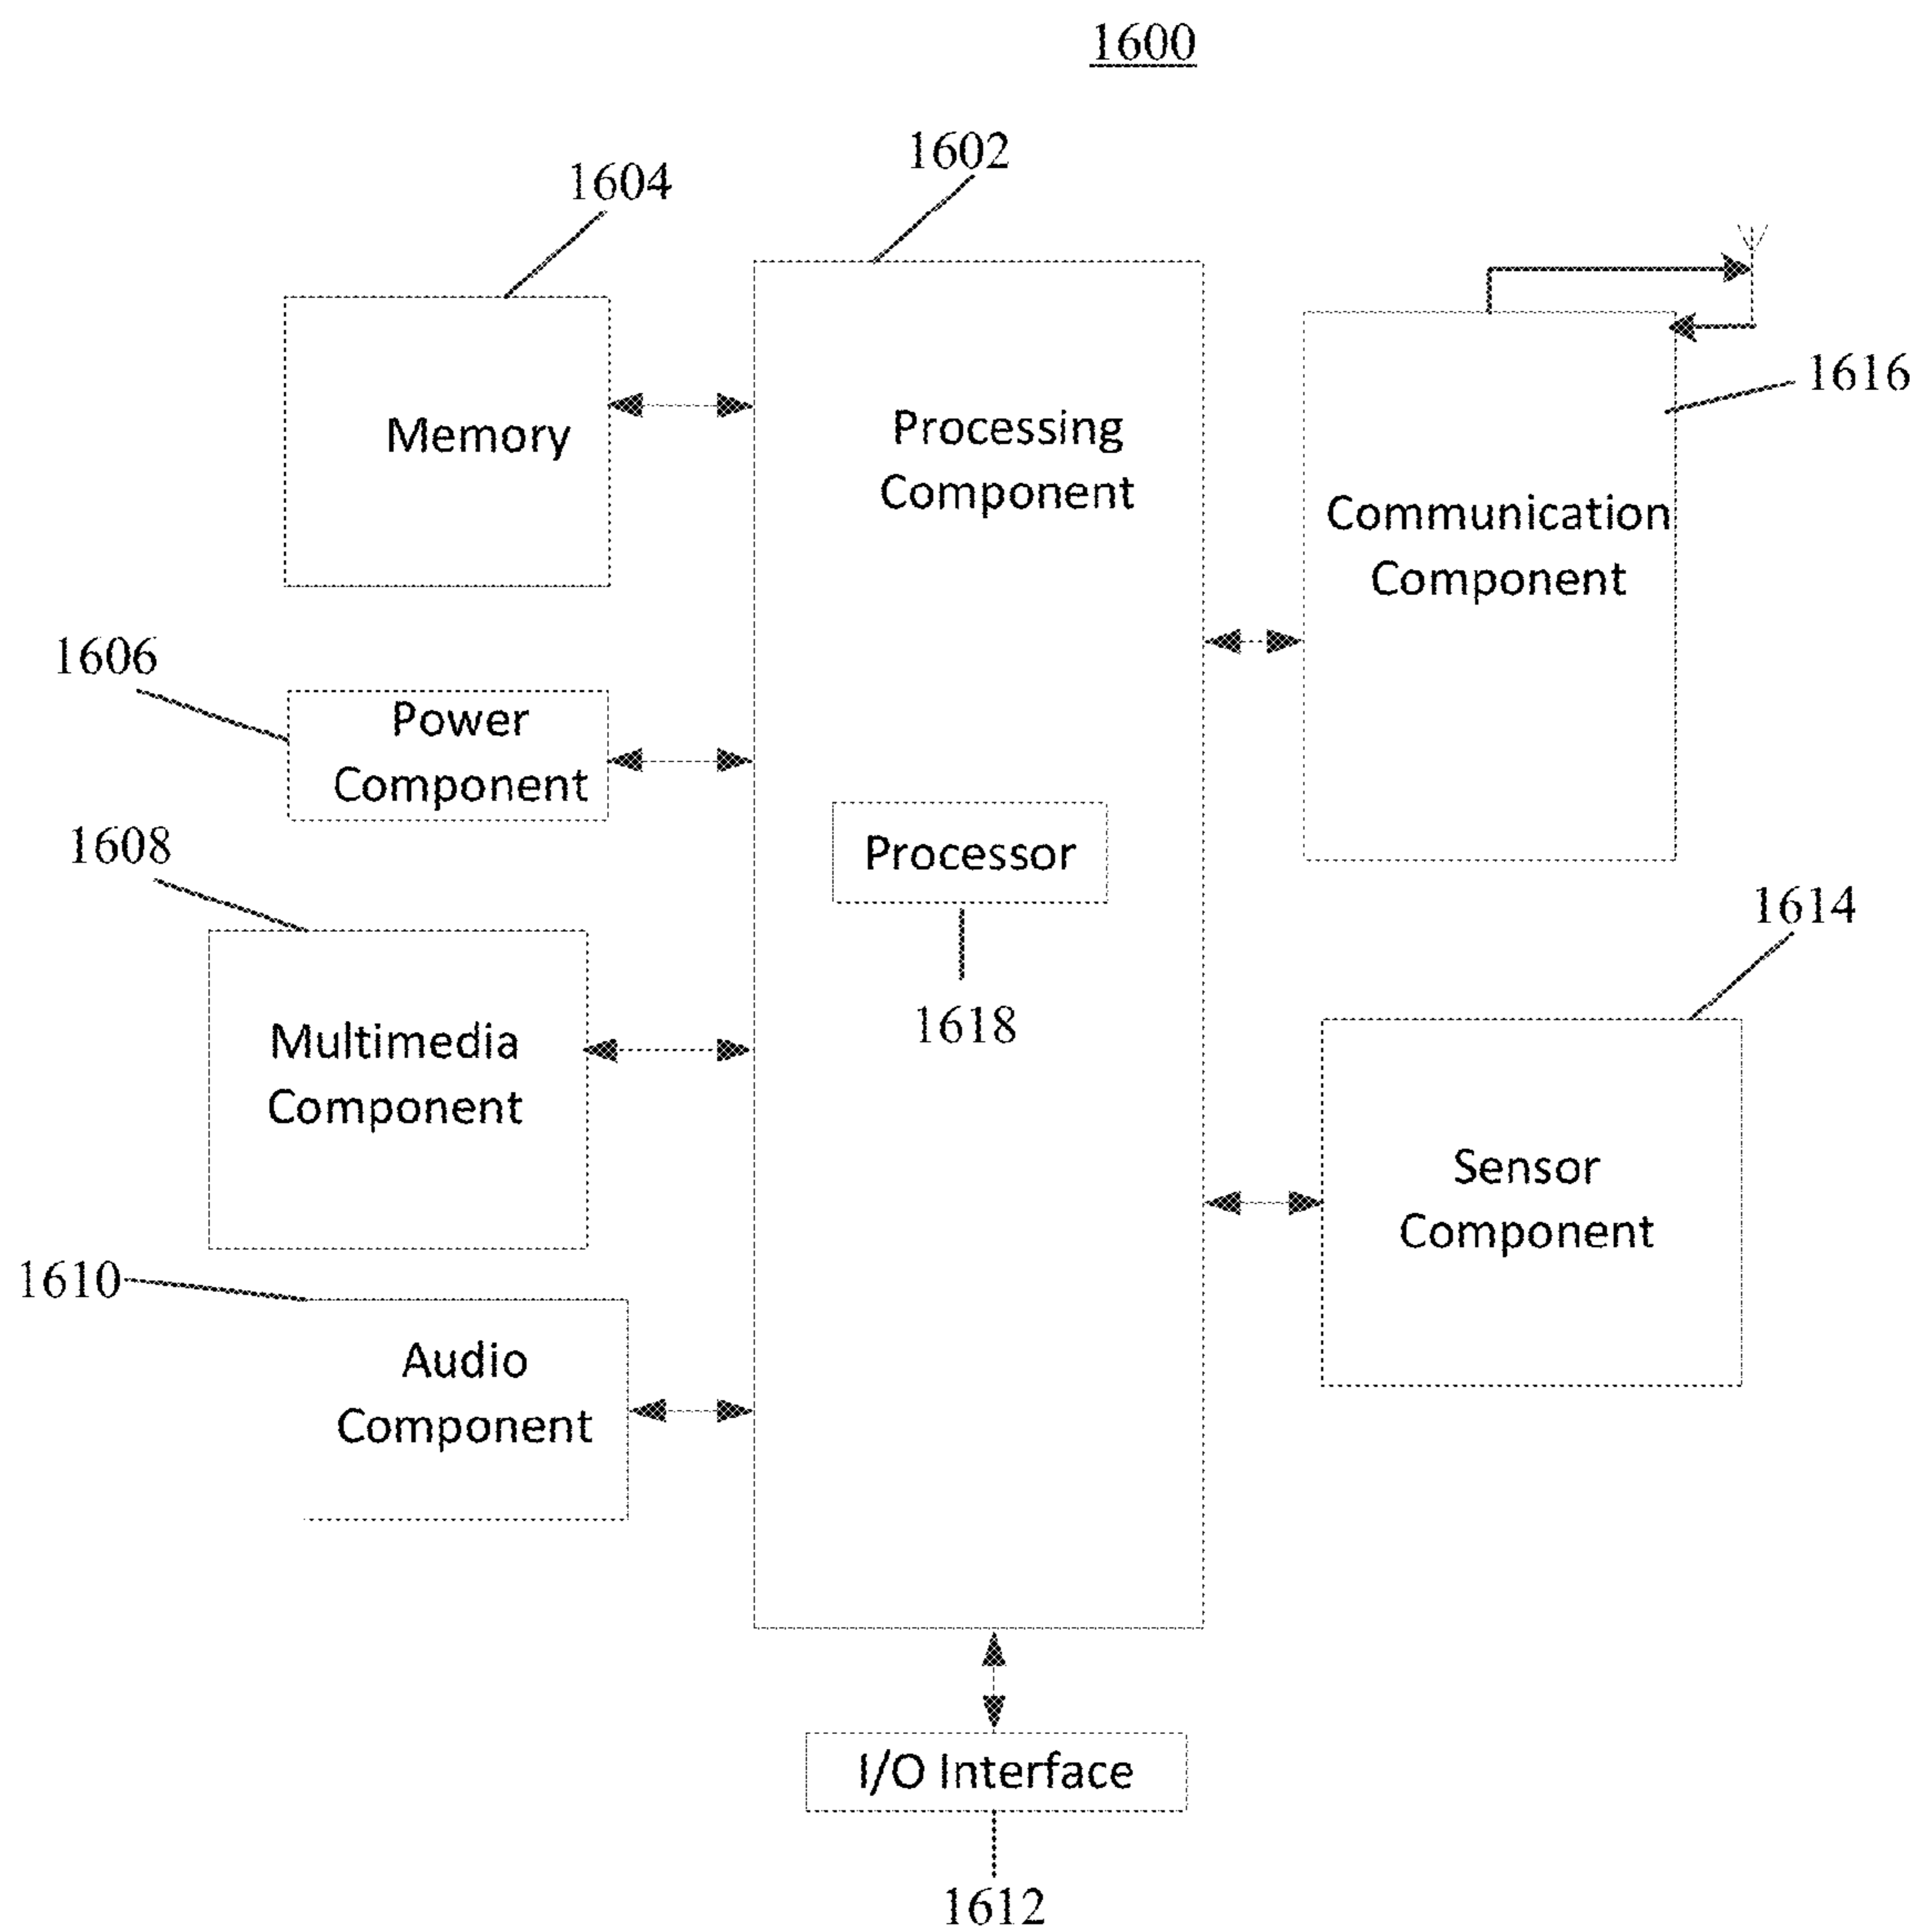 1600
1602
1604
Memory
Processing
Component
1616
Communication
Component
1606
Power
Component
1608
Processor
1618
1614
Multimedia
Component
Sensor
Component
1610
Audio
Component
I/O Interface
1612